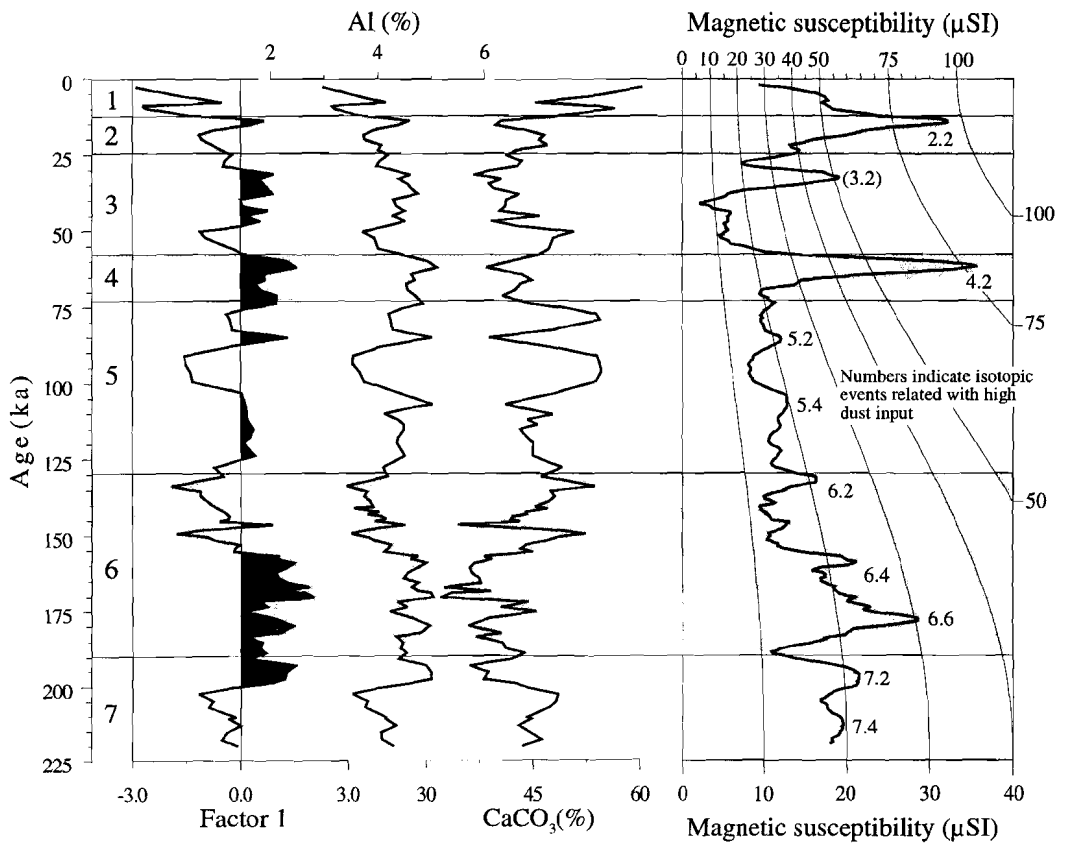 Al (%)
Magnetic susceptibility (µSI)
2 4 6
0 10 20 30 40 50 75 100
0
25
50
75
100
125
150
175
200
225
Age (ka)
1
2
3
4
5
6
7
2.2
(3.2)
4.2
5.2
5.4
6.2
6.4
6.6
7.2
7.4
100
75
50
Numbers indicate isotopic
events related with high
dust input
-3.0 0.0 3.0 30 45 60
0 10 20 30 40
Factor 1
CaCO₃(%)
Magnetic susceptibility (µSI)